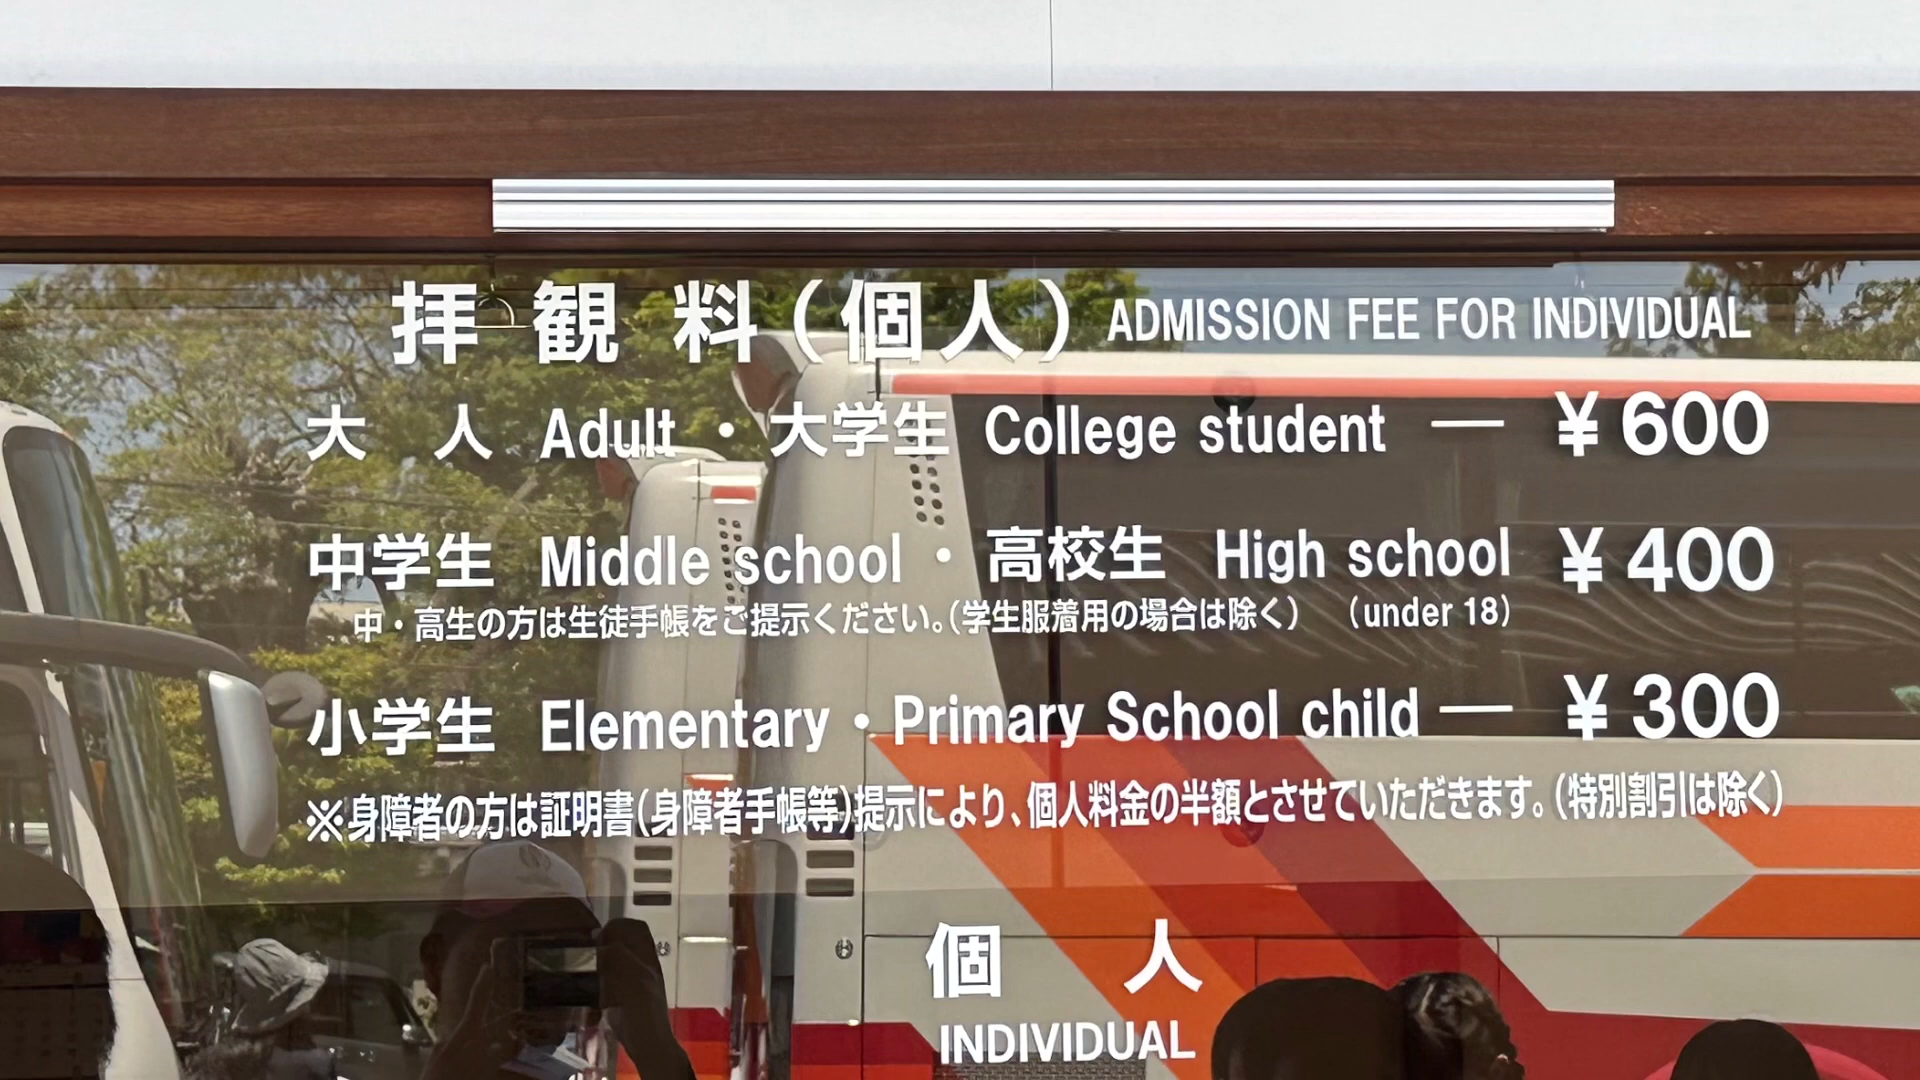 拝観料(個人) ADMISSION FEE FOR INDIVIDUAL
大人 Adult・大学生 College student — ¥600
中学生 Middle school・高校生 High school ¥400
中・高生の方は生徒手帳をご提示ください。(学生服着用の場合は除く) (under 18)
小学生 Elementary・Primary School child — ¥300
※身障者の方は証明書(身障者手帳等)提示により、個人料金の半額とさせていただきます。(特別割引は除く)
個人
INDIVIDUAL